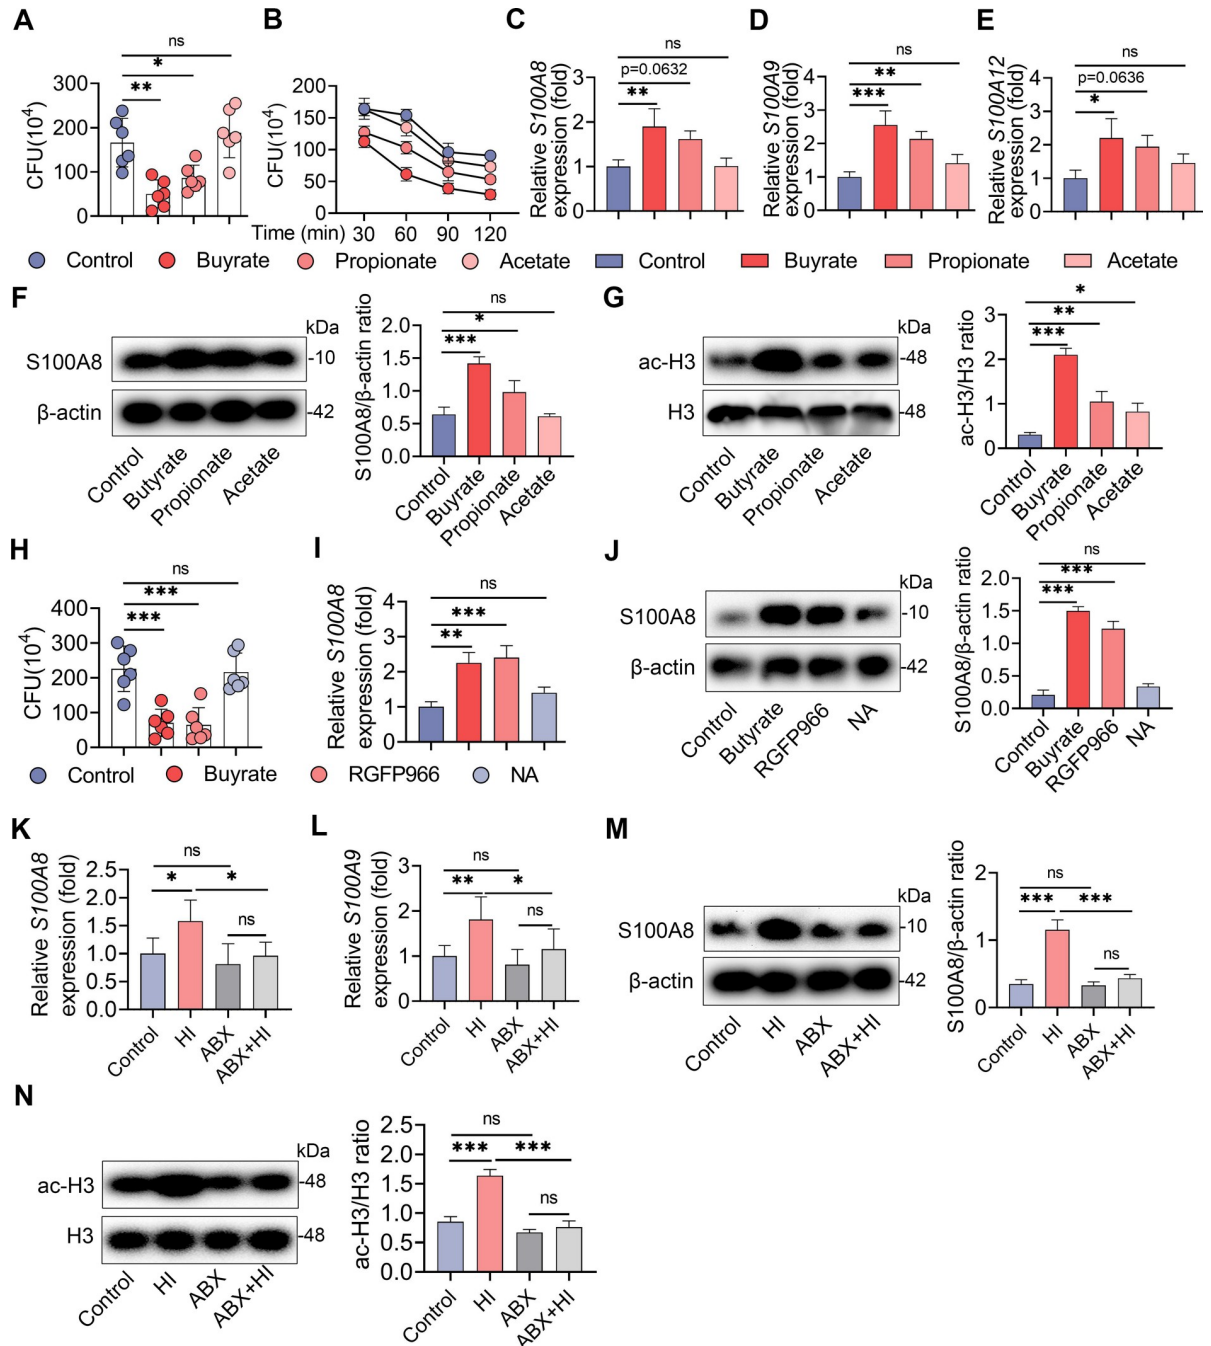 A
CFU(10⁴)
300
200
100
0
**
*
ns
B
CFU(10⁴)
200
150
100
50
0
Time (min) 30 60 90 120
C
Relative S100A8
expression (fold)
3
2
1
0
**
p=0.0632
ns
D
Relative S100A9
expression (fold)
4
3
2
1
0
***
**
ns
E
Relative S100A12
expression (fold)
4
3
2
1
0
*
p=0.0636
ns
Control Buyrate Propionate Acetate Control Buyrate Propionate Acetate
F
kDa
S100A8 -10
β-actin -42
Control Butyrate Propionate Acetate
S100A8/β-actin ratio
2.0
1.5
1.0
0.5
0.0
***
*
ns
Control Buyrate Propionate Acetate
G
kDa
ac-H3 -48
H3 -48
Control Butyrate Propionate Acetate
ac-H3/H3 ratio
3
2
1
0
***
**
*
Control Buyrate Propionate Acetate
H
CFU(10⁴)
400
300
200
100
0
***
***
ns
Control Buyrate RGFP966 NA
I
Relative S100A8
expression (fold)
4
3
2
1
0
**
***
ns
J
kDa
S100A8 -10
β-actin -42
Control Butyrate RGFP966 NA
S100A8/β-actin ratio
2.0
1.5
1.0
0.5
0.0
***
***
ns
Control Buyrate RGFP966 NA
K
Relative S100A8
expression (fold)
2.5
2.0
1.5
1.0
0.5
0.0
ns
* *
ns
Control HI ABX ABX+HI
L
Relative S100A9
expression (fold)
3
2
1
0
ns
** *
ns
Control HI ABX ABX+HI
M
kDa
S100A8 -10
β-actin -42
Control HI ABX ABX+HI
S100A8/β-actin ratio
2
1
0
ns
*** ***
ns
Control HI ABX ABX+HI
N
kDa
ac-H3 -48
H3 -48
Control HI ABX ABX+HI
ac-H3/H3 ratio
2.5
2.0
1.5
1.0
0.5
0.0
ns
*** ***
ns
Control HI ABX ABX+HI